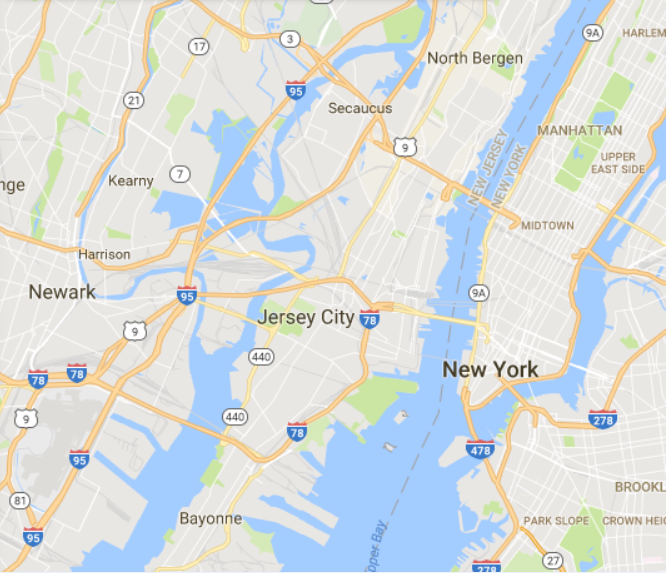 9A
HARLEM
17
3
North Bergen
95
21
Secaucus
MANHATTAN
9
UPPER
EAST SIDE
NEW JERSEY
NEW YORK
7
Kearny
nge
MIDTOWN
Harrison
Newark
95
9A
Jersey City
78
9
440
New York
78
78
9
440
78
278
478
95
81
BROOKL
Bayonne
PARK SLOPE
CROWN HEIG
95
pper Bay
27
278